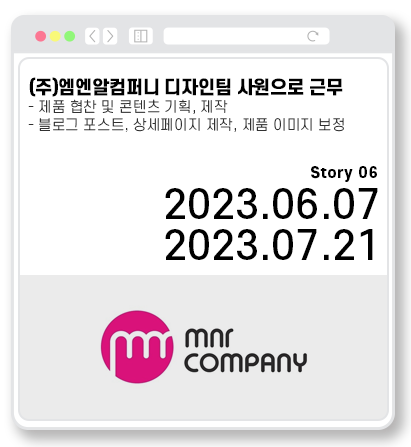 (주)엠엔알컴퍼니 디자인팀 사원으로 근무
- 제품 협찬 및 콘텐츠 기획, 제작
- 블로그 포스트, 상세페이지 제작, 제품 이미지 보정
Story 06
2023.06.07
2023.07.21
mnr
COMPANY